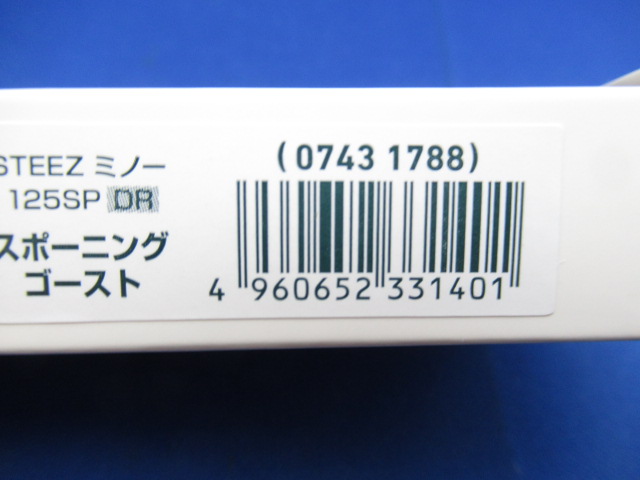 STEEZ ミノー
125SP DR
スポーニング
ゴースト
(0743 1788)
4 960652 331401